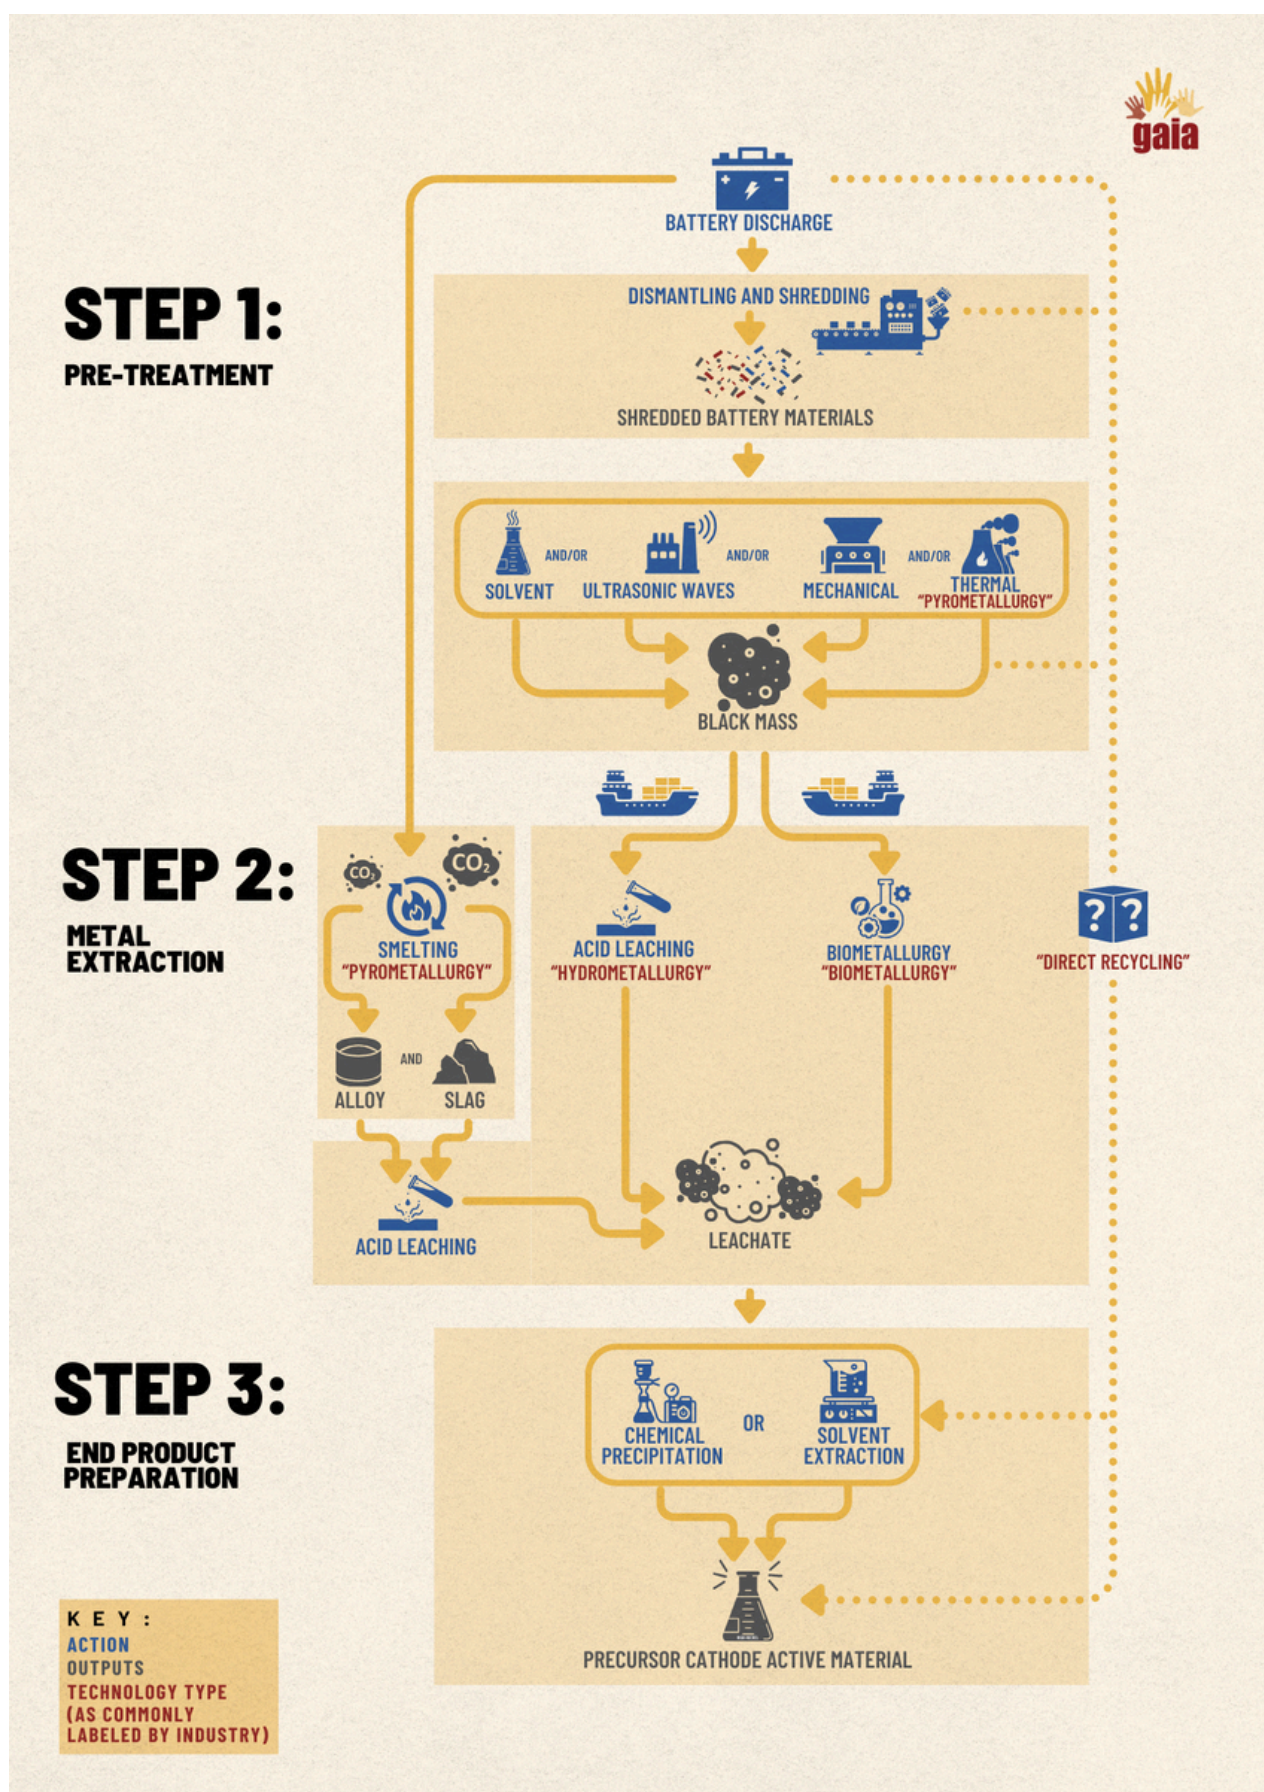 gaia
BATTERY DISCHARGE
STEP 1:
PRE-TREATMENT
DISMANTLING AND SHREDDING
SHREDDED BATTERY MATERIALS
SOLVENT
AND/OR
ULTRASONIC WAVES
AND/OR
MECHANICAL
AND/OR
THERMAL
"PYROMETALLURGY"
BLACK MASS
STEP 2:
METAL
EXTRACTION
CO2
CO2
SMELTING
"PYROMETALLURGY"
ACID LEACHING
"HYDROMETALLURGY"
BIOMETALLURGY
"BIOMETALLURGY"
? ?
"DIRECT RECYCLING"
ALLOY
AND
SLAG
ACID LEACHING
LEACHATE
STEP 3:
END PRODUCT
PREPARATION
CHEMICAL
PRECIPITATION
OR
SOLVENT
EXTRACTION
PRECURSOR CATHODE ACTIVE MATERIAL
KEY:
ACTION
OUTPUTS
TECHNOLOGY TYPE
(AS COMMONLY
LABELED BY INDUSTRY)